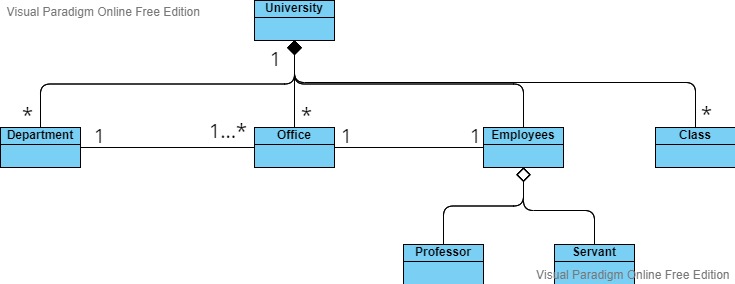 Visual Paradigm Online Free Edition
University
1
*
*
*
Department
1
1...*
Office
1
1
Employees
Class
Professor
Servant
Visual Paradigm Online Free Edition